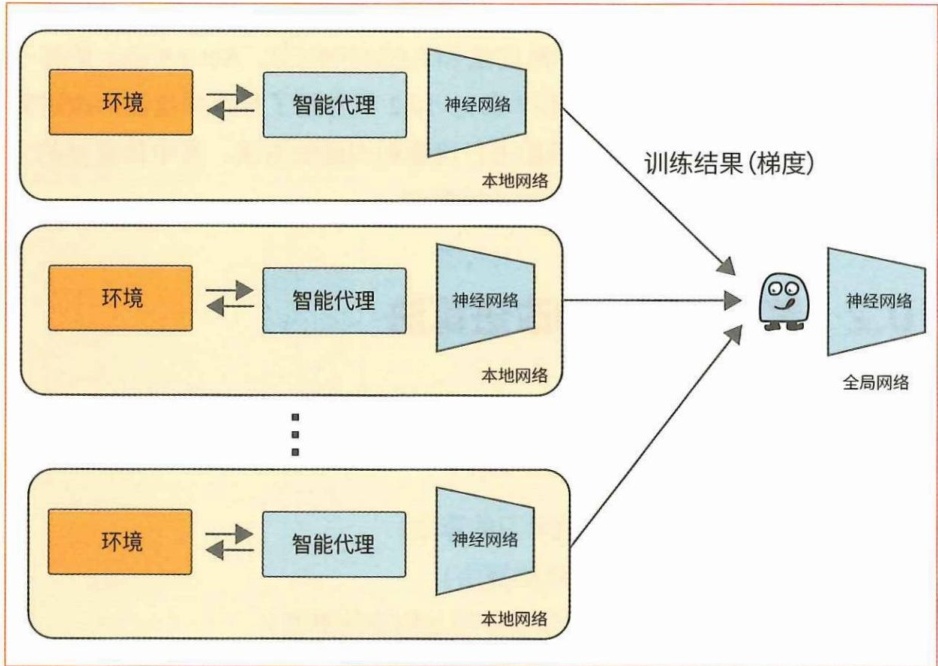 环境
智能代理
神经网络
本地网络
训练结果(梯度)
环境
智能代理
神经网络
本地网络
神经网络
全局网络
环境
智能代理
神经网络
本地网络